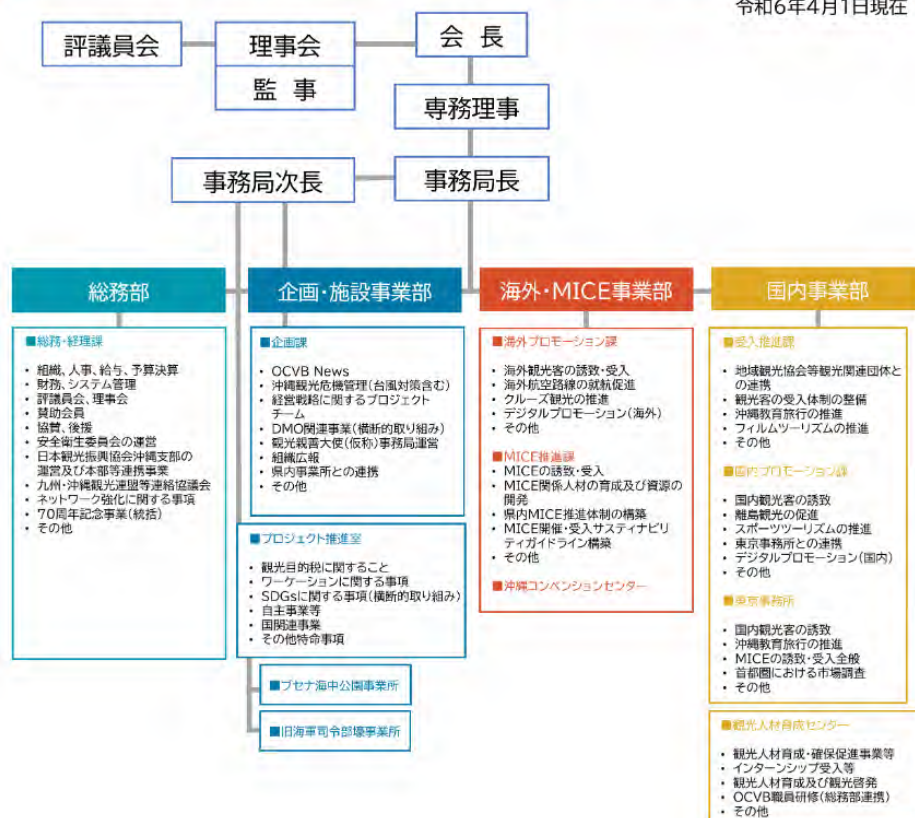 令和6年4月1日現在
評議員会
理事会
監 事
会 長
専務理事
事務局次長
事務局長
総務部
■総務・経理課
• 組織、人事、給与、予算決算
• 財務、システム管理
• 評議員会、理事会
• 賛助会員
• 協賛、後援
• 安全衛生委員会の運営
• 日本観光振興協会沖縄支部の
運営及び本部等連携事業
• 九州・沖縄観光連盟等連絡協議会
• ネットワーク強化に関する事項
• 70周年記念事業(統括)
• その他
企画・施設事業部
■企画課
• OCVB News
• 沖縄観光危機管理(台風対策含む)
• 経営戦略に関するプロジェクト
チーム
• DMO関連事業(横断的取り組み)
• 観光親善大使(仮称)事務局運営
• 組織広報
• 県内事業所との連携
• その他
■プロジェクト推進室
• 観光目的税に関すること
• ワーケーションに関する事項
• SDGsに関する事項(横断的取り組み)
• 自主事業等
• 国関連事業
• その他特命事項
■ブセナ海中公園事業所
■旧海軍司令部壕事業所
海外・MICE事業部
■海外プロモーション課
• 海外観光客の誘致・受入
• 海外航空路線の就航促進
• クルーズ観光の推進
• デジタルプロモーション(海外)
• その他
■MICE推進課
• MICEの誘致・受入
• MICE関係人材の育成及び資源の
開発
• 県内MICE推進体制の構築
• MICE開催・受入サスティナビリ
ティガイドライン構築
• その他
■沖縄コンベンションセンター
国内事業部
■受入推進課
• 地域観光協会等観光関連団体と
の連携
• 観光客の受入体制の整備
• 沖縄教育旅行の推進
• フィルムツーリズムの推進
• その他
■国内プロモーション課
• 国内観光客の誘致
• 離島観光の促進
• スポーツツーリズムの推進
• 東京事務所との連携
• デジタルプロモーション(国内)
• その他
■東京事務所
• 国内観光客の誘致
• 沖縄教育旅行の推進
• MICEの誘致・受入全般
• 首都圏における市場調査
• その他
■観光人材育成センター
• 観光人材育成・確保促進事業等
• インターンシップ受入等
• 観光人材育成及び観光啓発
• OCVB職員研修(総務部連携)
• その他